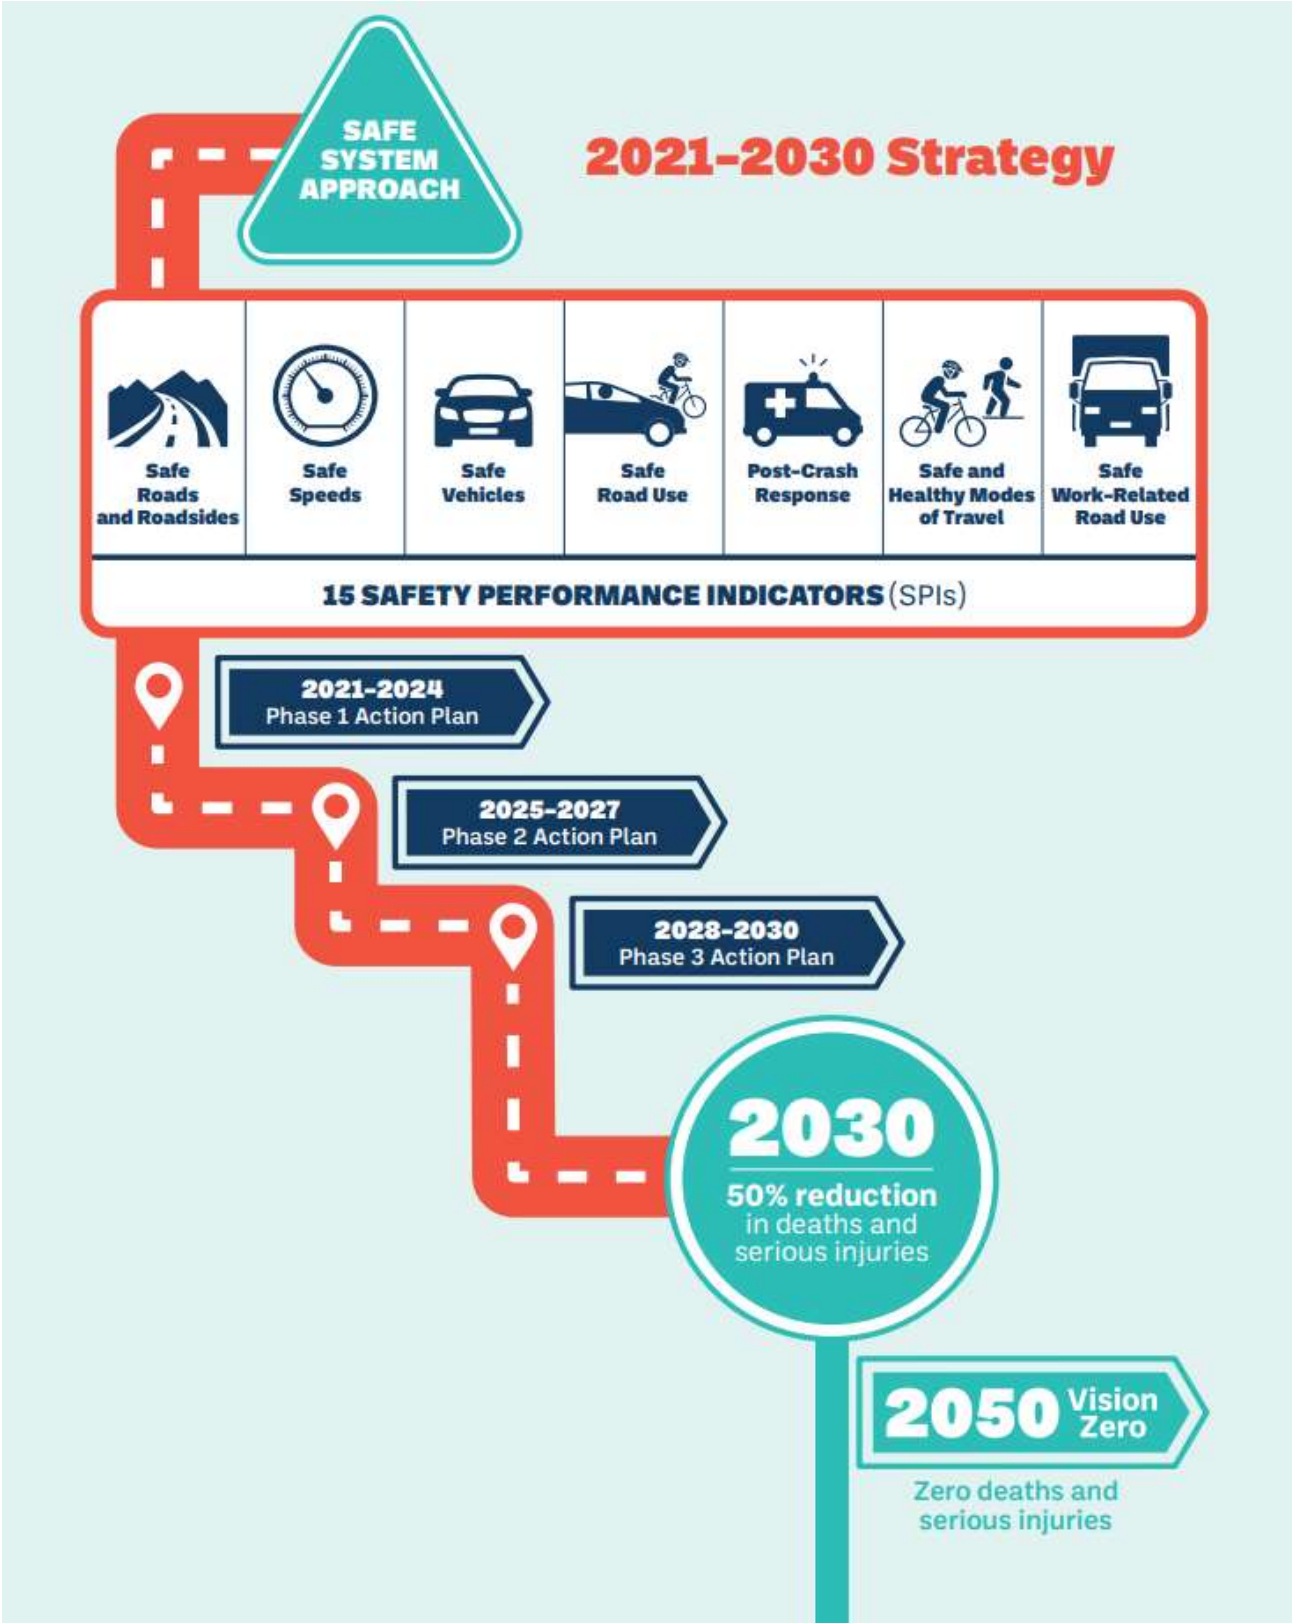 SAFE
SYSTEM
APPROACH
2021-2030 Strategy
Safe
Roads
and Roadsides
Safe
Speeds
Safe
Vehicles
Safe
Road Use
Post-Crash
Response
Safe and
Healthy Modes
of Travel
Safe
Work-Related
Road Use
15 SAFETY PERFORMANCE INDICATORS (SPIs)
2021-2024
Phase 1 Action Plan
2025-2027
Phase 2 Action Plan
2028-2030
Phase 3 Action Plan
2030
50% reduction
in deaths and
serious injuries
2050 Vision
Zero
Zero deaths and
serious injuries